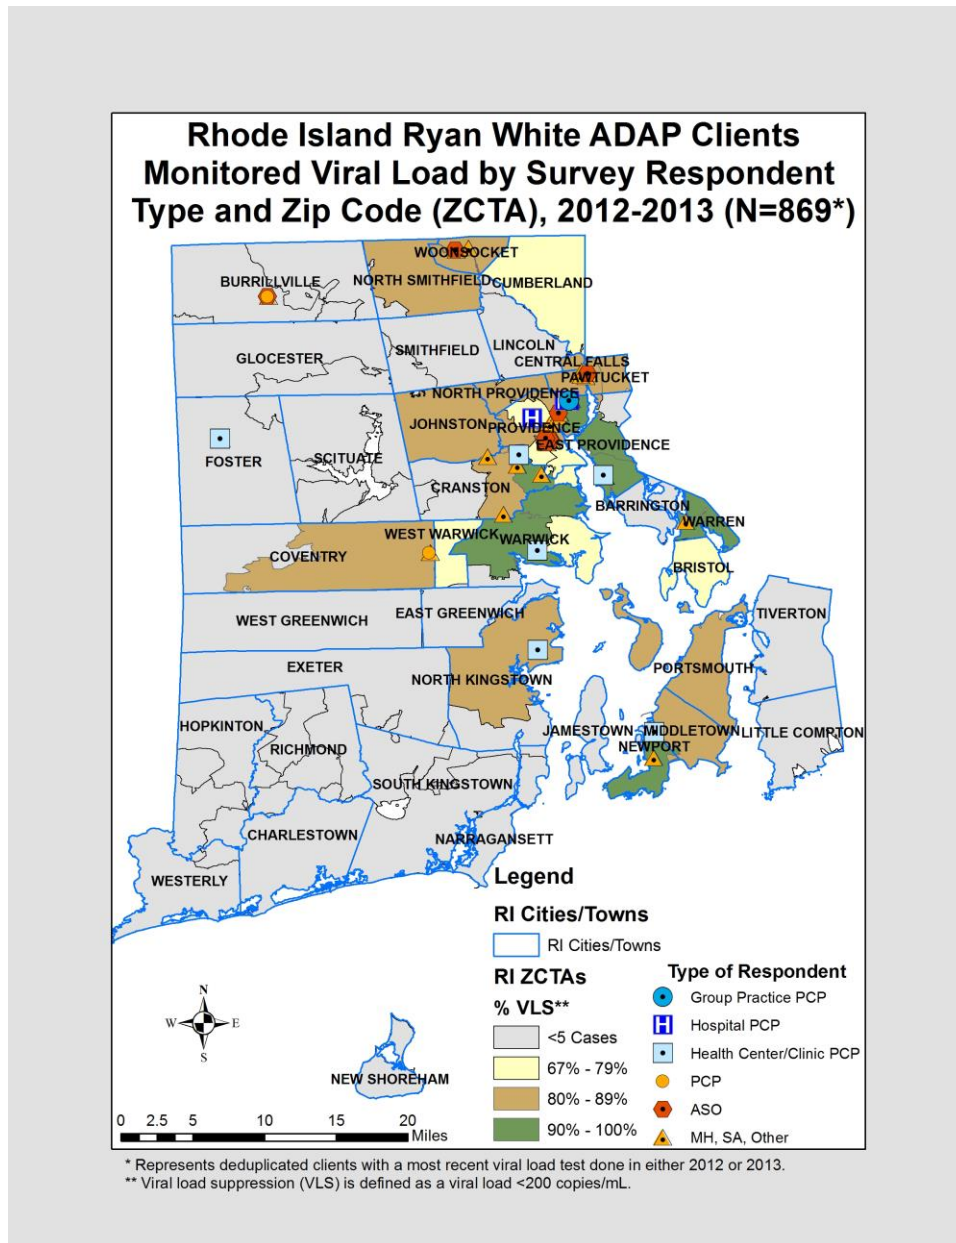 Rhode Island Ryan White ADAP Clients
Monitored Viral Load by Survey Respondent
Type and Zip Code (ZCTA), 2012-2013 (N=869*)
WOONSOCKET
BURRILLVILLE
NORTH SMITHFIELD
CUMBERLAND
GLOCESTER
SMITHFIELD
LINCOLN
CENTRAL FALLS
PAWTUCKET
NORTH PROVIDENCE
JOHNSTON
PROVIDENCE
EAST PROVIDENCE
FOSTER
SCITUATE
CRANSTON
BARRINGTON
WARREN
COVENTRY
WEST WARWICK
WARWICK
BRISTOL
WEST GREENWICH
EAST GREENWICH
TIVERTON
EXETER
NORTH KINGSTOWN
PORTSMOUTH
HOPKINTON
RICHMOND
JAMESTOWN
MIDDLETOWN
LITTLE COMPTON
NEWPORT
SOUTH KINGSTOWN
CHARLESTOWN
NARRAGANSETT
WESTERLY
NEW SHOREHAM
Legend
RI Cities/Towns
RI Cities/Towns
RI ZCTAs
% VLS**
<5 Cases
67% - 79%
80% - 89%
90% - 100%
Type of Respondent
Group Practice PCP
H Hospital PCP
Health Center/Clinic PCP
PCP
ASO
MH, SA, Other
N
W E
S
0 2.5 5 10 15 20
Miles
* Represents deduplicated clients with a most recent viral load test done in either 2012 or 2013.
** Viral load suppression (VLS) is defined as a viral load <200 copies/mL.